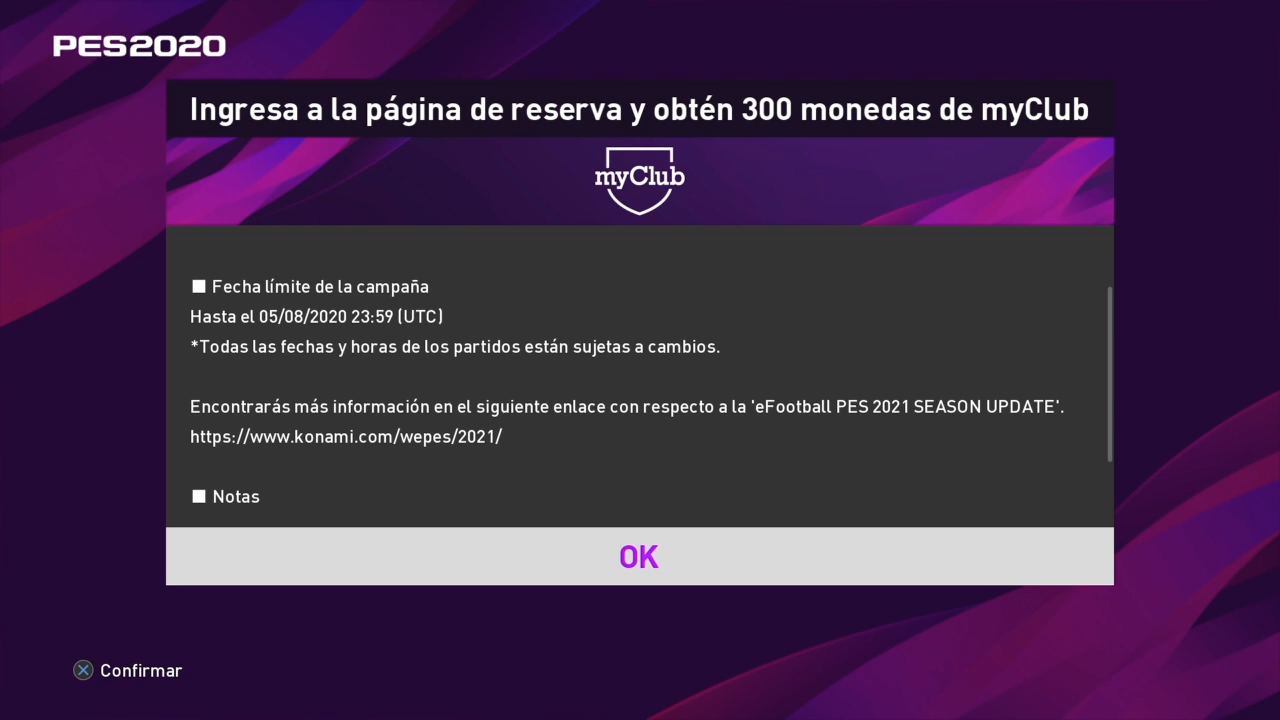 PES2020
Ingresa a la página de reserva y obtén 300 monedas de myClub
myClub
■ Fecha límite de la campaña
Hasta el 05/08/2020 23:59 (UTC)
*Todas las fechas y horas de los partidos están sujetas a cambios.
Encontrarás más información en el siguiente enlace con respecto a la 'eFootball PES 2021 SEASON UPDATE'.
https://www.konami.com/wepes/2021/
■ Notas
OK
Confirmar